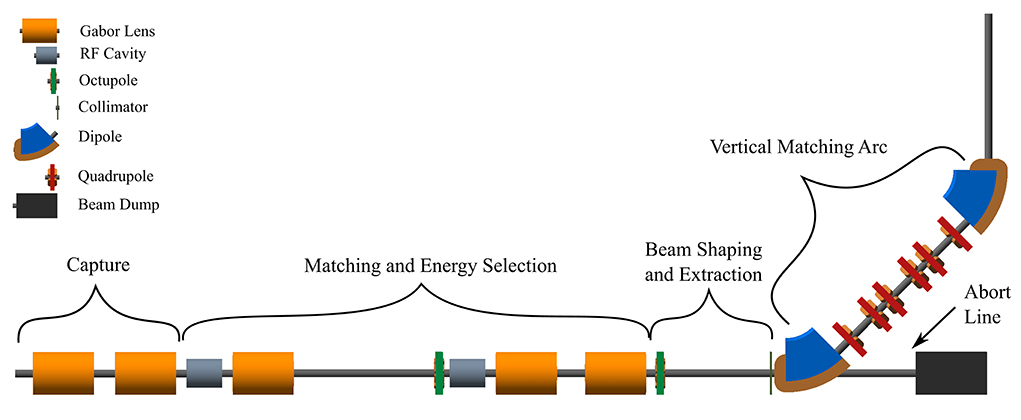 Gabor Lens
RF Cavity
Octupole
Collimator
Dipole
Quadrupole
Beam Dump
Vertical Matching Arc
Capture
Matching and Energy Selection
Beam Shaping
and Extraction
Abort
Line